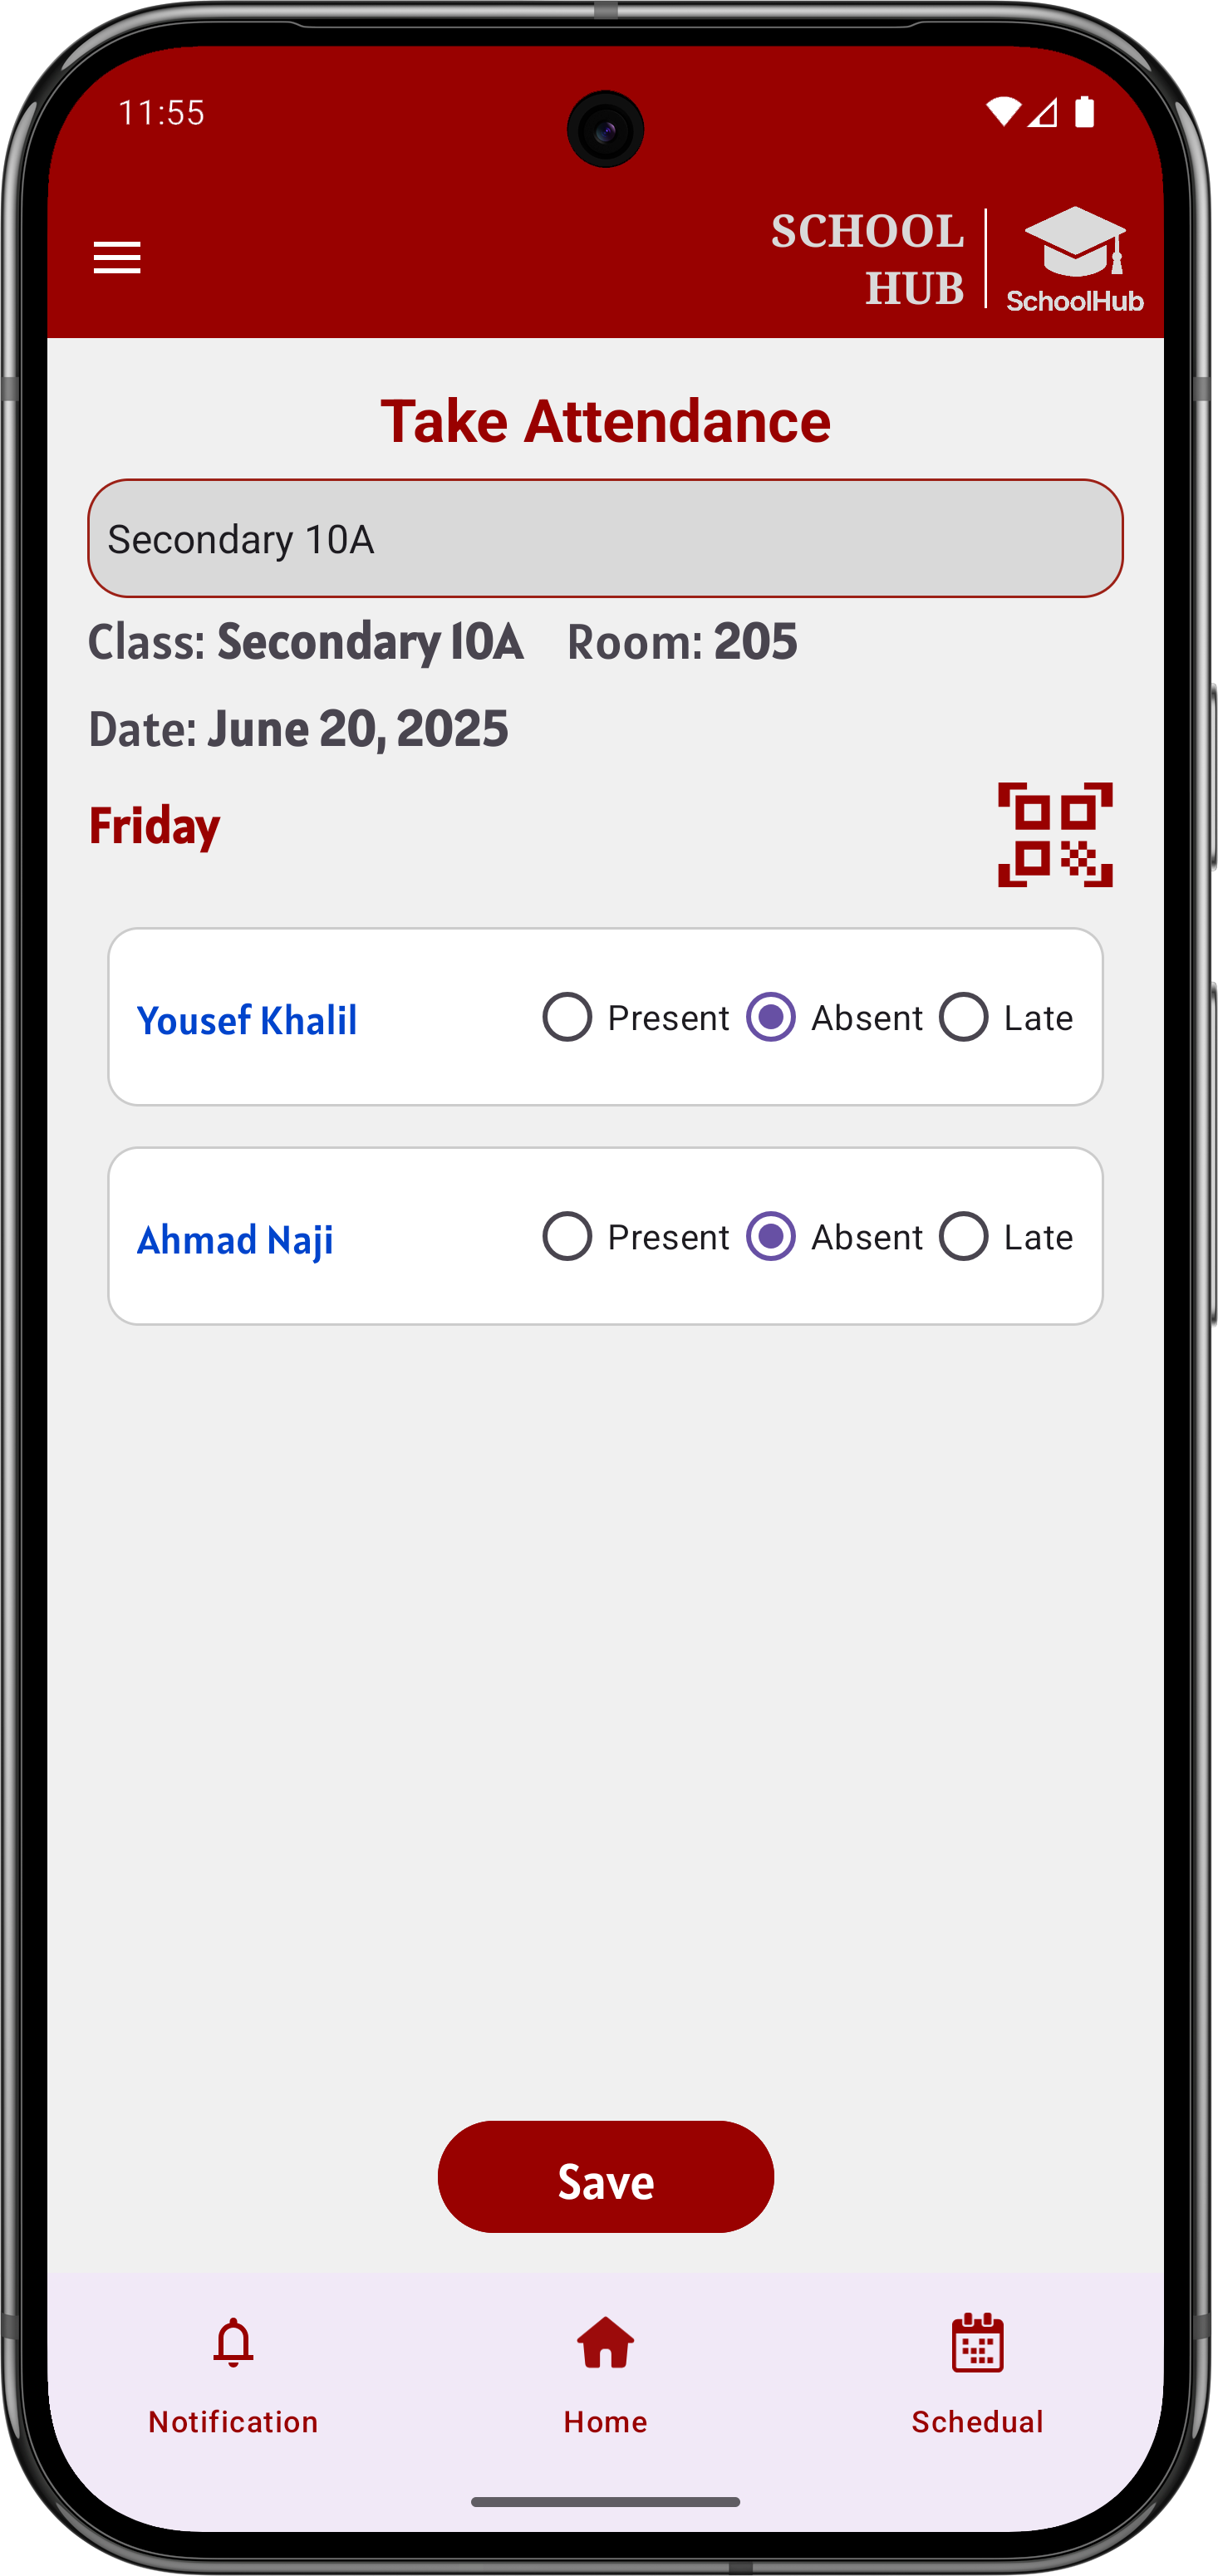 11:55
SCHOOL
HUB
SchoolHub
Take Attendance
Secondary 10A
Class: Secondary 10A Room: 205
Date: June 20, 2025
Friday
Yousef Khalil Present Absent Late
Ahmad Naji Present Absent Late
Save
Notification Home Schedual